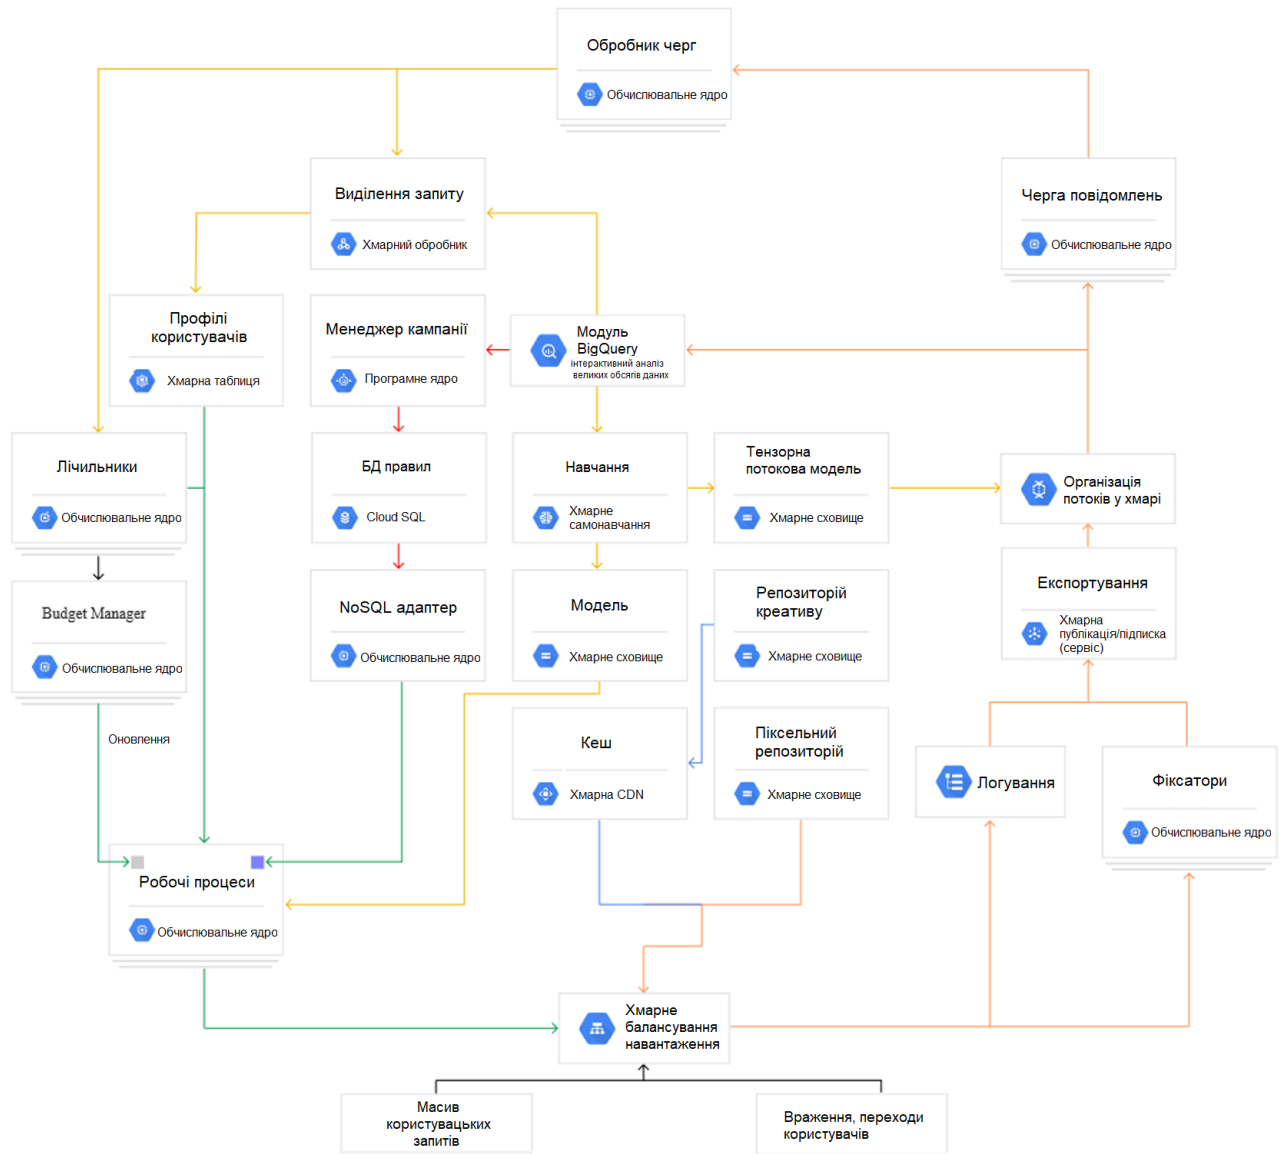 Обробник черг
Обчислювальне ядро
Виділення запиту
Хмарний обробник
Черга повідомлень
Обчислювальне ядро
Профілі
користувачів
Хмарна таблиця
Менеджер кампанії
Програмне ядро
Модуль
BigQuery
інтерактивний аналіз
великих обсягів даних
Лічильники
Обчислювальне ядро
БД правил
Cloud SQL
Навчання
Хмарне
самонавчання
Тензорна
потокова модель
Хмарне сховище
Організація
потоків у хмарі
Budget Manager
Обчислювальне ядро
NoSQL адаптер
Обчислювальне ядро
Модель
Хмарне сховище
Репозиторій
креативу
Хмарне сховище
Експортування
Хмарна
публікація/підписка
(сервіс)
Оновлення
Кеш
Хмарна CDN
Піксельний
репозиторій
Хмарне сховище
Логування
Фіксатори
Обчислювальне ядро
Робочі процеси
Обчислювальне ядро
Хмарне
балансування
навантаження
Масив
користувацьких
запитів
Враження, переходи
користувачів